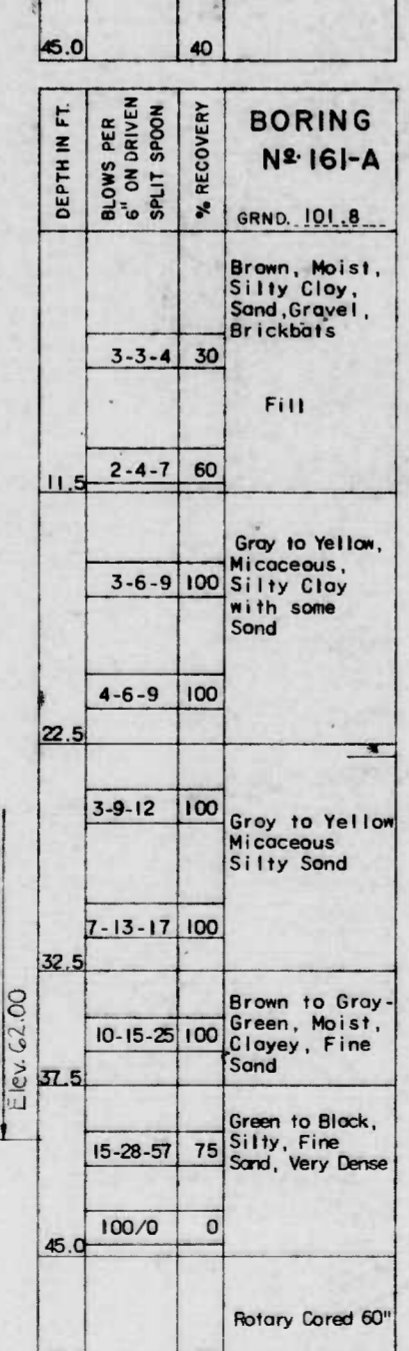 45.0 40
DEPTH IN FT.
BLOWS PER
6" ON DRIVEN
SPLIT SPOON
% RECOVERY
BORING
Nº 161-A
GRND. 101.8
Brown, Moist,
Silty Clay,
Sand, Gravel,
Brickbats
3-3-4 30
Fill
2-4-7 60
11.5
Gray to Yellow,
Micaceous,
3-6-9 100 Silty Clay
with some
Sand
4-6-9 100
22.5
3-9-12 100
Gray to Yellow
Micaceous
Silty Sand
7-13-17 100
32.5
Brown to Gray-
Green, Moist,
10-15-25 100 Clayey, Fine
Sand
37.5
Elev. 62.00
Green to Black,
Silty, Fine
15-28-57 75 Sand, Very Dense
100/0 0
45.0
Rotary Cored 60"